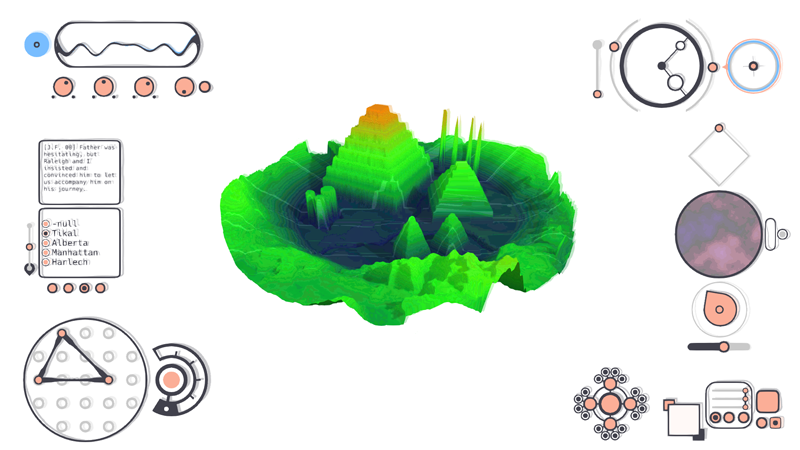 [J.F. 00] Father was
hesitating, but
Raleigh and I
insisted and
convinced him to let
us accompany him on
his journey.
-null
Tikal
Alberta
Manhattan
Harlech